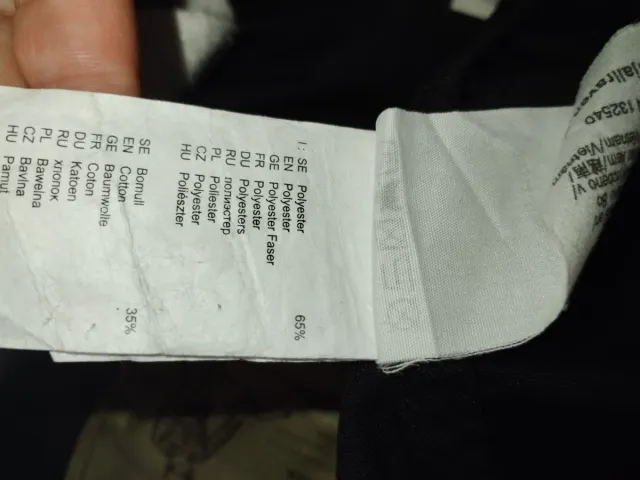 I: SE Polyester 65%
EN Polyester
GE Polyester Faser
FR Polyester
DU Polyesters
RU полиэстер
PL Poliester
CZ Polyester
HU Poliészter
SE Bomull 35%
EN Cotton
GE Baumwolle
FR Coton
DU Katoen
RU хлопок
PL Bawełna
CZ Bavlna
HU Pamut
/32540